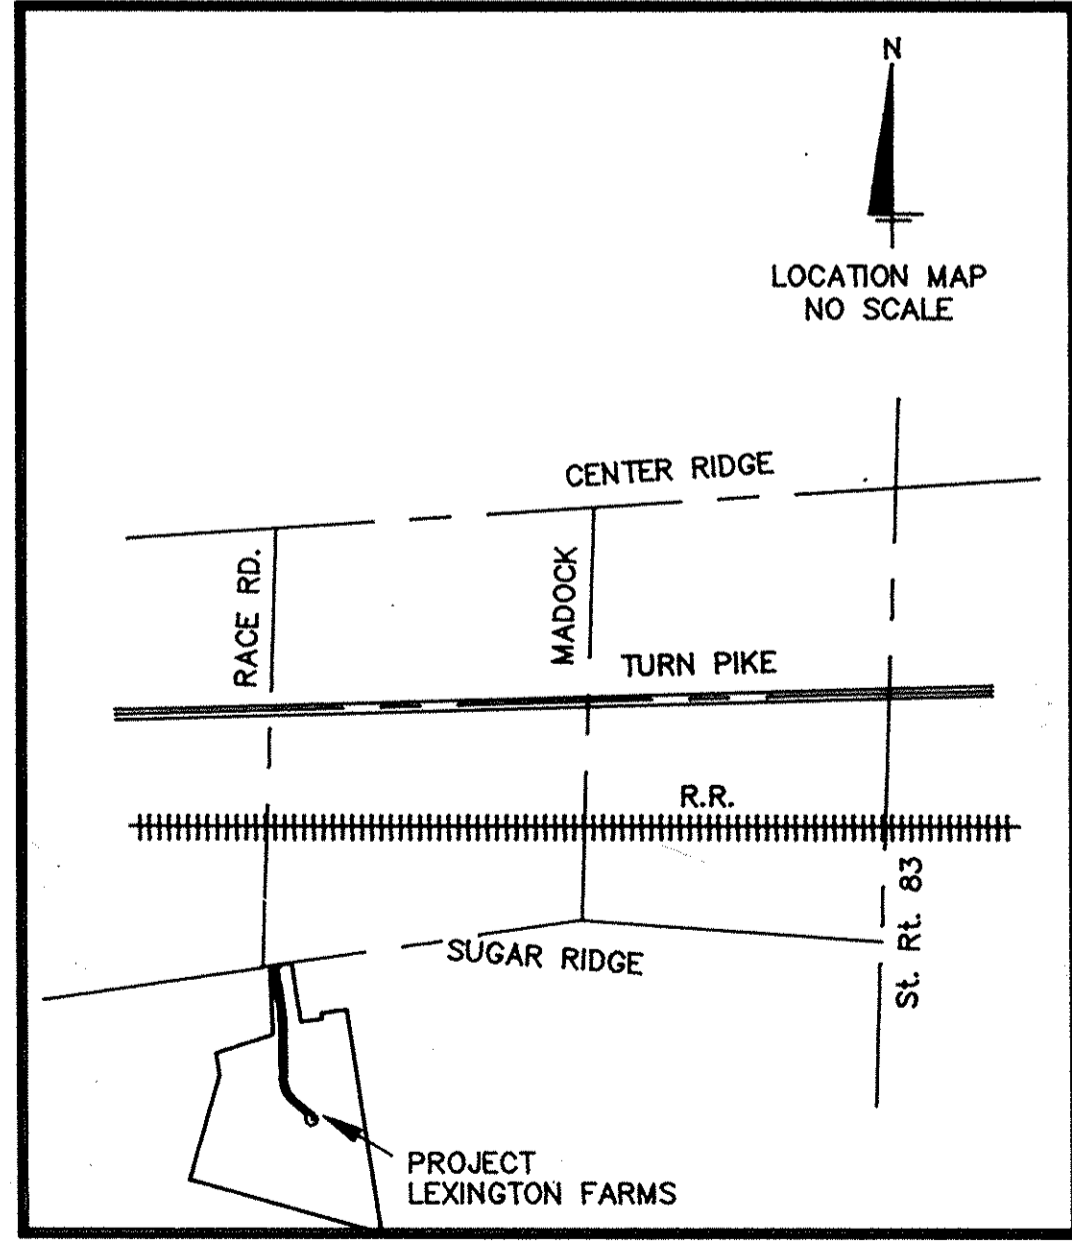 N
LOCATION MAP
NO SCALE
CENTER RIDGE
RACE RD.
MADOCK
TURN PIKE
R.R.
St. Rt. 83
SUGAR RIDGE
PROJECT
LEXINGTON FARMS